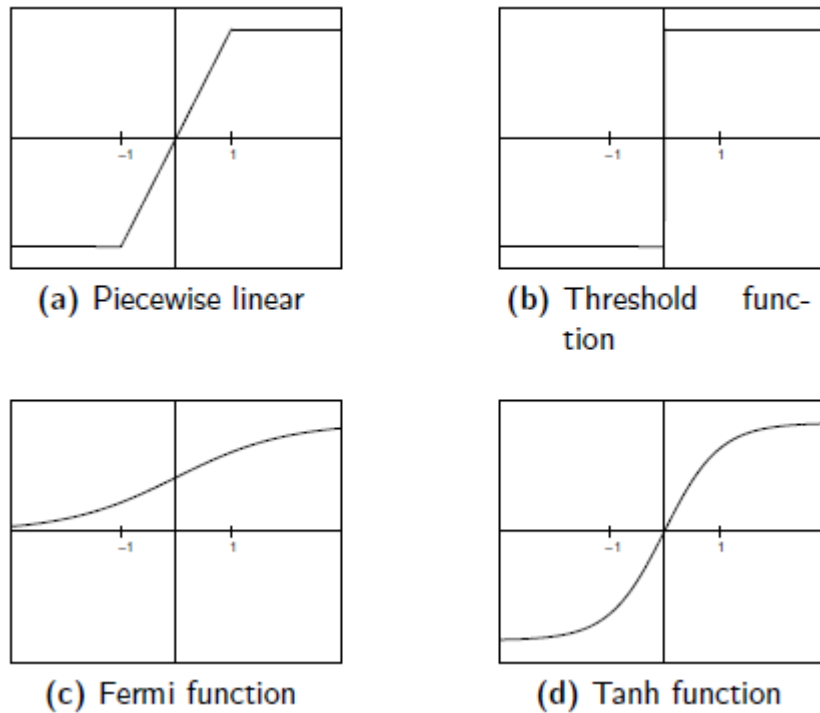 −1 1
−1 1
(a) Piecewise linear
(b) Threshold func-
tion
−1 1
−1 1
(c) Fermi function
(d) Tanh function